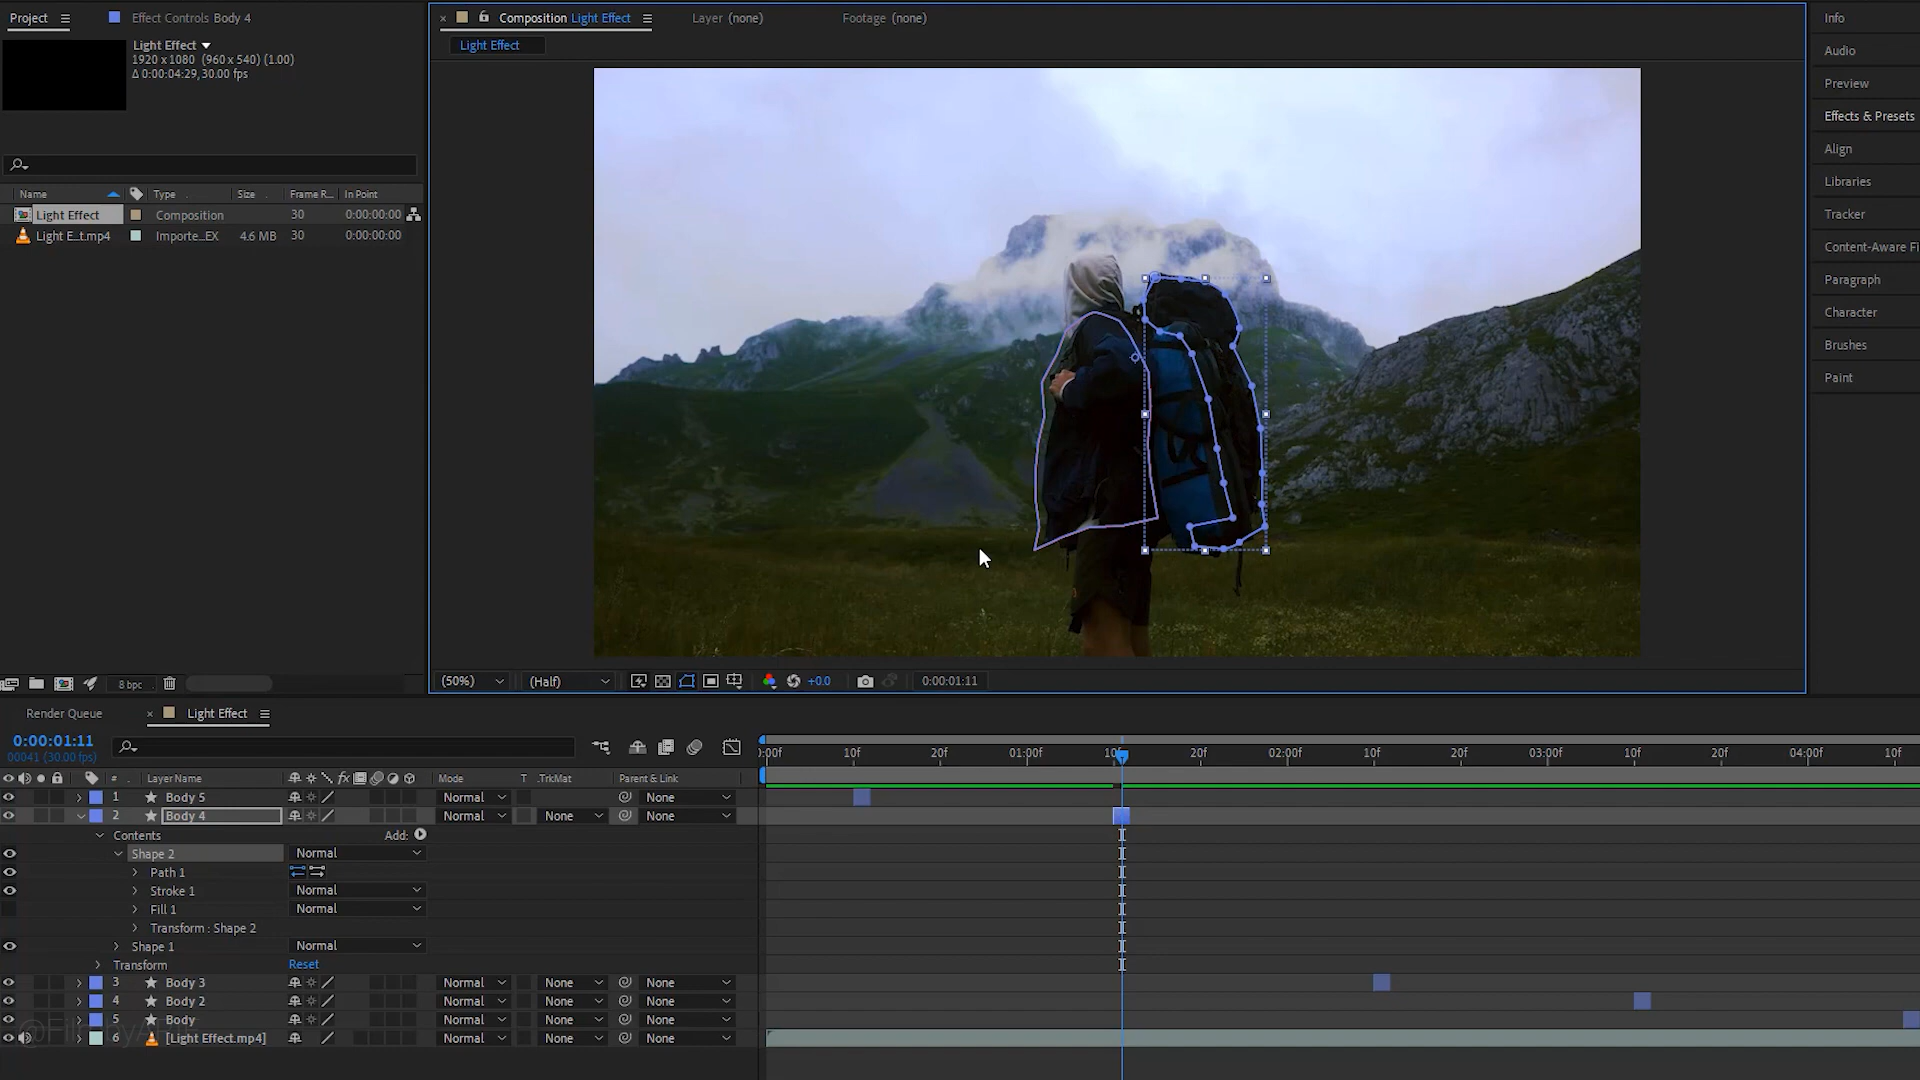 Project
Effect Controls Body 4
Light Effect
1920 x 1080 (960 x 540) (1.00)
Δ 0:00:04:29, 30.00 fps
Name Type Size Frame R... In Point
Light Effect Composition 30 0:00:00:00
Light E...t.mp4 Importe...EX 4.6 MB 30 0:00:00:00
8 bpc
× Composition Light Effect
Layer (none)
Footage (none)
Light Effect
(50%) (Half) +0.0 0:00:01:11
Info
Audio
Preview
Effects & Presets
Align
Libraries
Tracker
Content-Aware Fi
Paragraph
Character
Brushes
Paint
Render Queue
× Light Effect
0:00:01:11
00041 (30.00 fps)
:00f 10f 20f 01:00f 10f 20f 02:00f 10f 20f 03:00f 10f 20f 04:00f 10f
# Layer Name fx Mode T .TrkMat Parent & Link
1 Body 5 Normal None
2 Body 4 Normal None None
Contents Add:
Shape 2 Normal
Path 1
Stroke 1 Normal
Fill 1 Normal
Transform : Shape 2
Shape 1 Normal
Transform Reset
3 Body 3 Normal None None
4 Body 2 Normal None None
5 Body Normal None None
6 [Light Effect.mp4] Normal None None